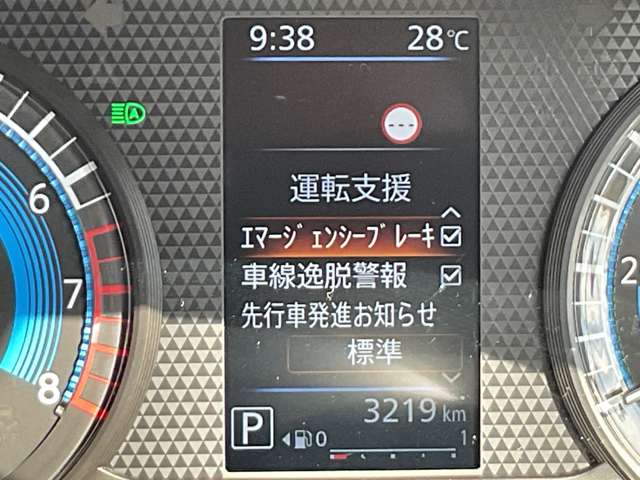 9:38 28℃
---
運転支援
6
ｴﾏｰｼﾞｪﾝｼｰﾌﾞﾚｰｷ
車線逸脱警報
2
7
先行車発進お知らせ
標準
8
3219 km
P 0 1